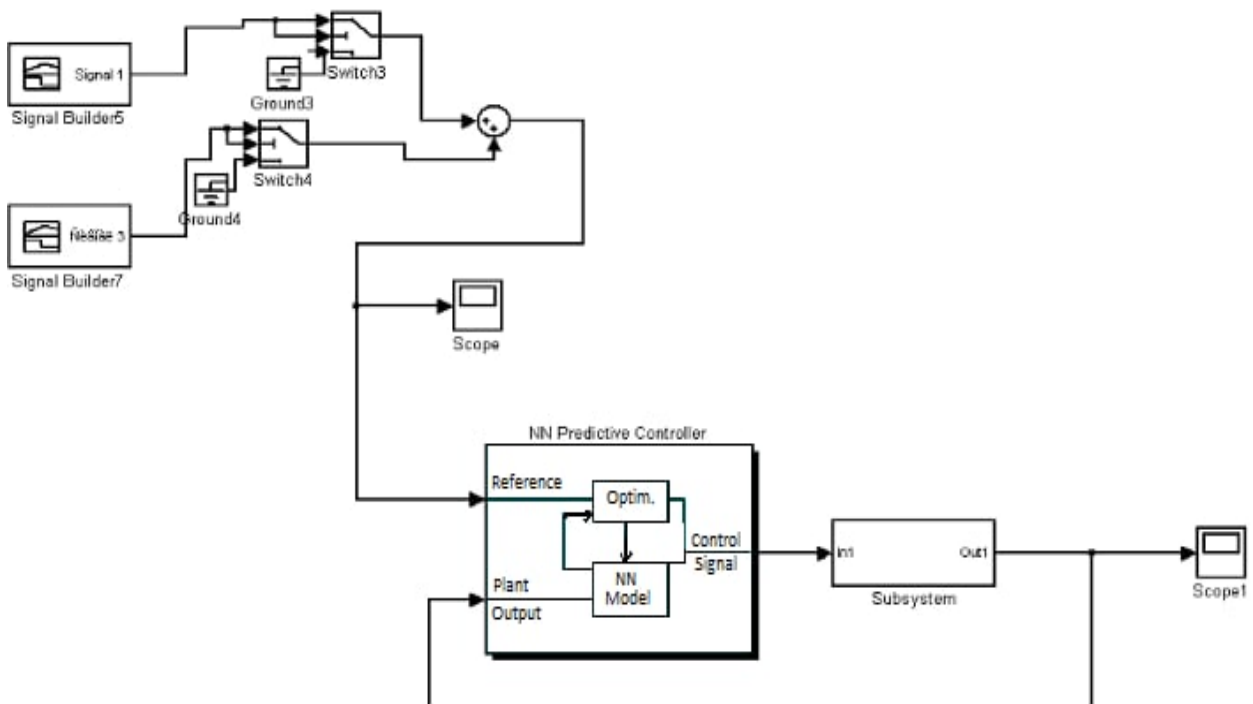 Signal 1
Signal Builder5
Switch3
Ground3
Switch4
Ground4
3
Signal Builder7
Scope
NN Predictive Controller
Reference
Optim.
Control
Signal
Plant
Output
NN
Model
In1
Out1
Subsystem
Scope1